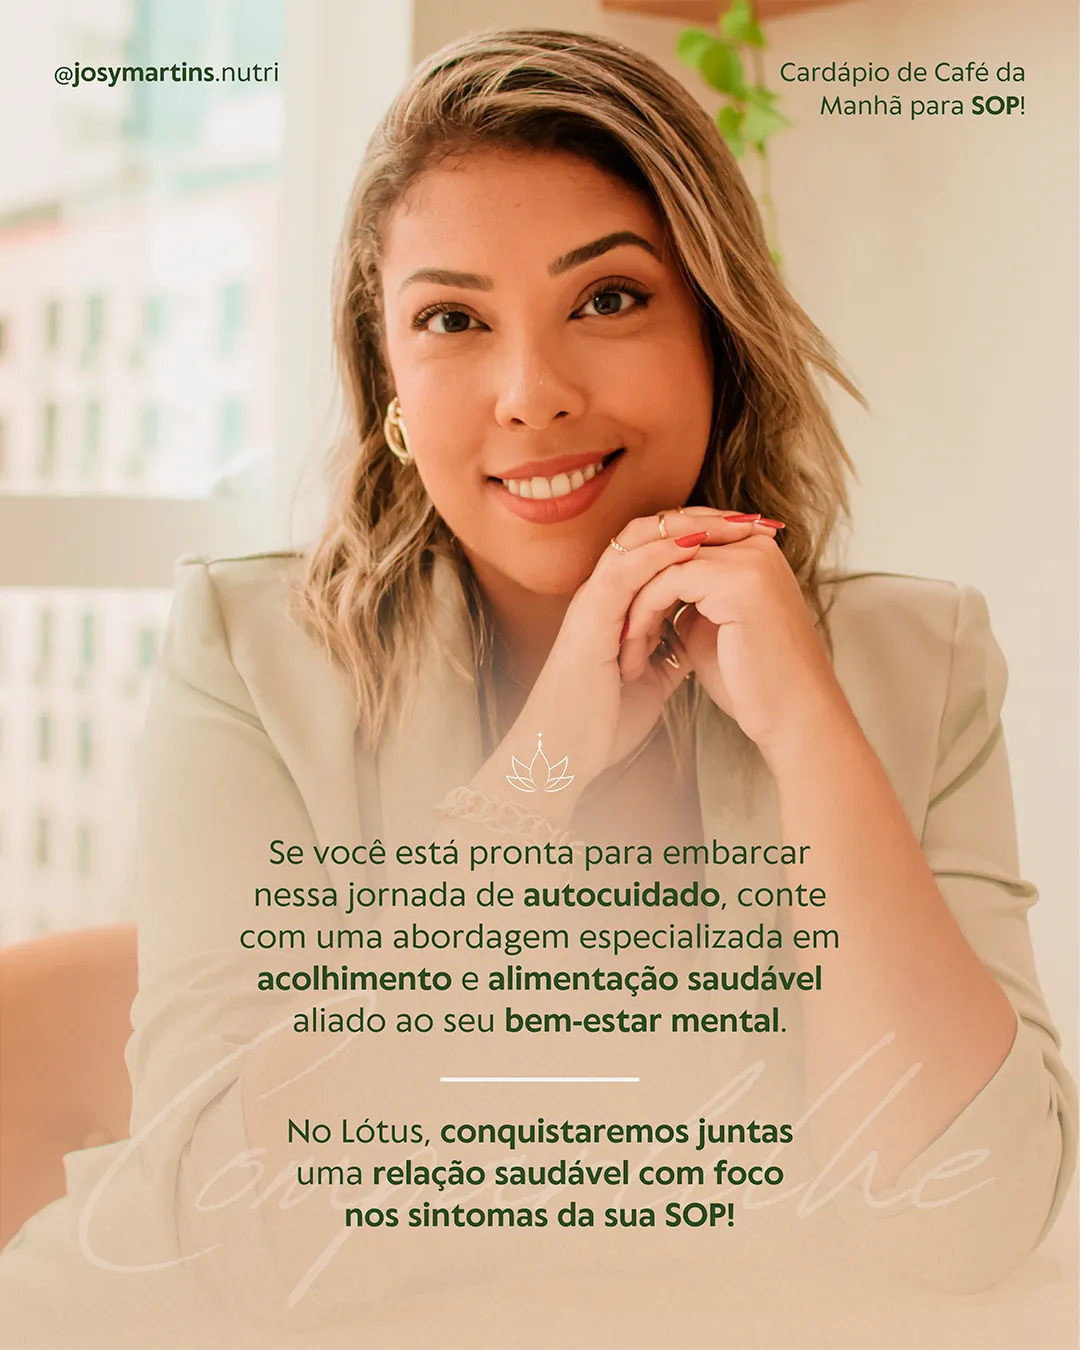 @josymartins.nutri
Cardápio de Café da
Manhã para SOP!
Se você está pronta para embarcar
nessa jornada de autocuidado, conte
com uma abordagem especializada em
acolhimento e alimentação saudável
aliado ao seu bem-estar mental.
No Lótus, conquistaremos juntas
uma relação saudável com foco
nos sintomas da sua SOP!
Compartilhe